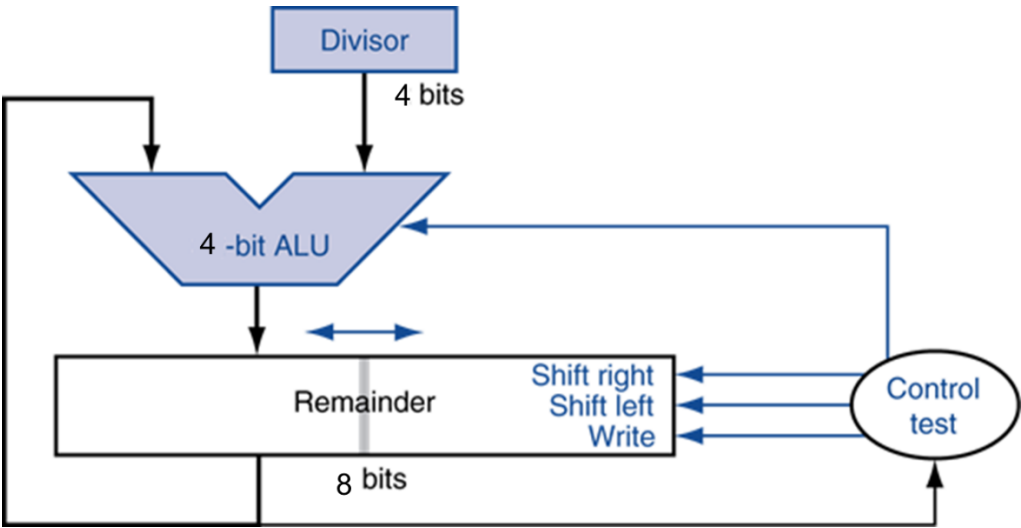 Divisor
4 bits
4 -bit ALU
Remainder
Shift right
Shift left
Write
8 bits
Control
test